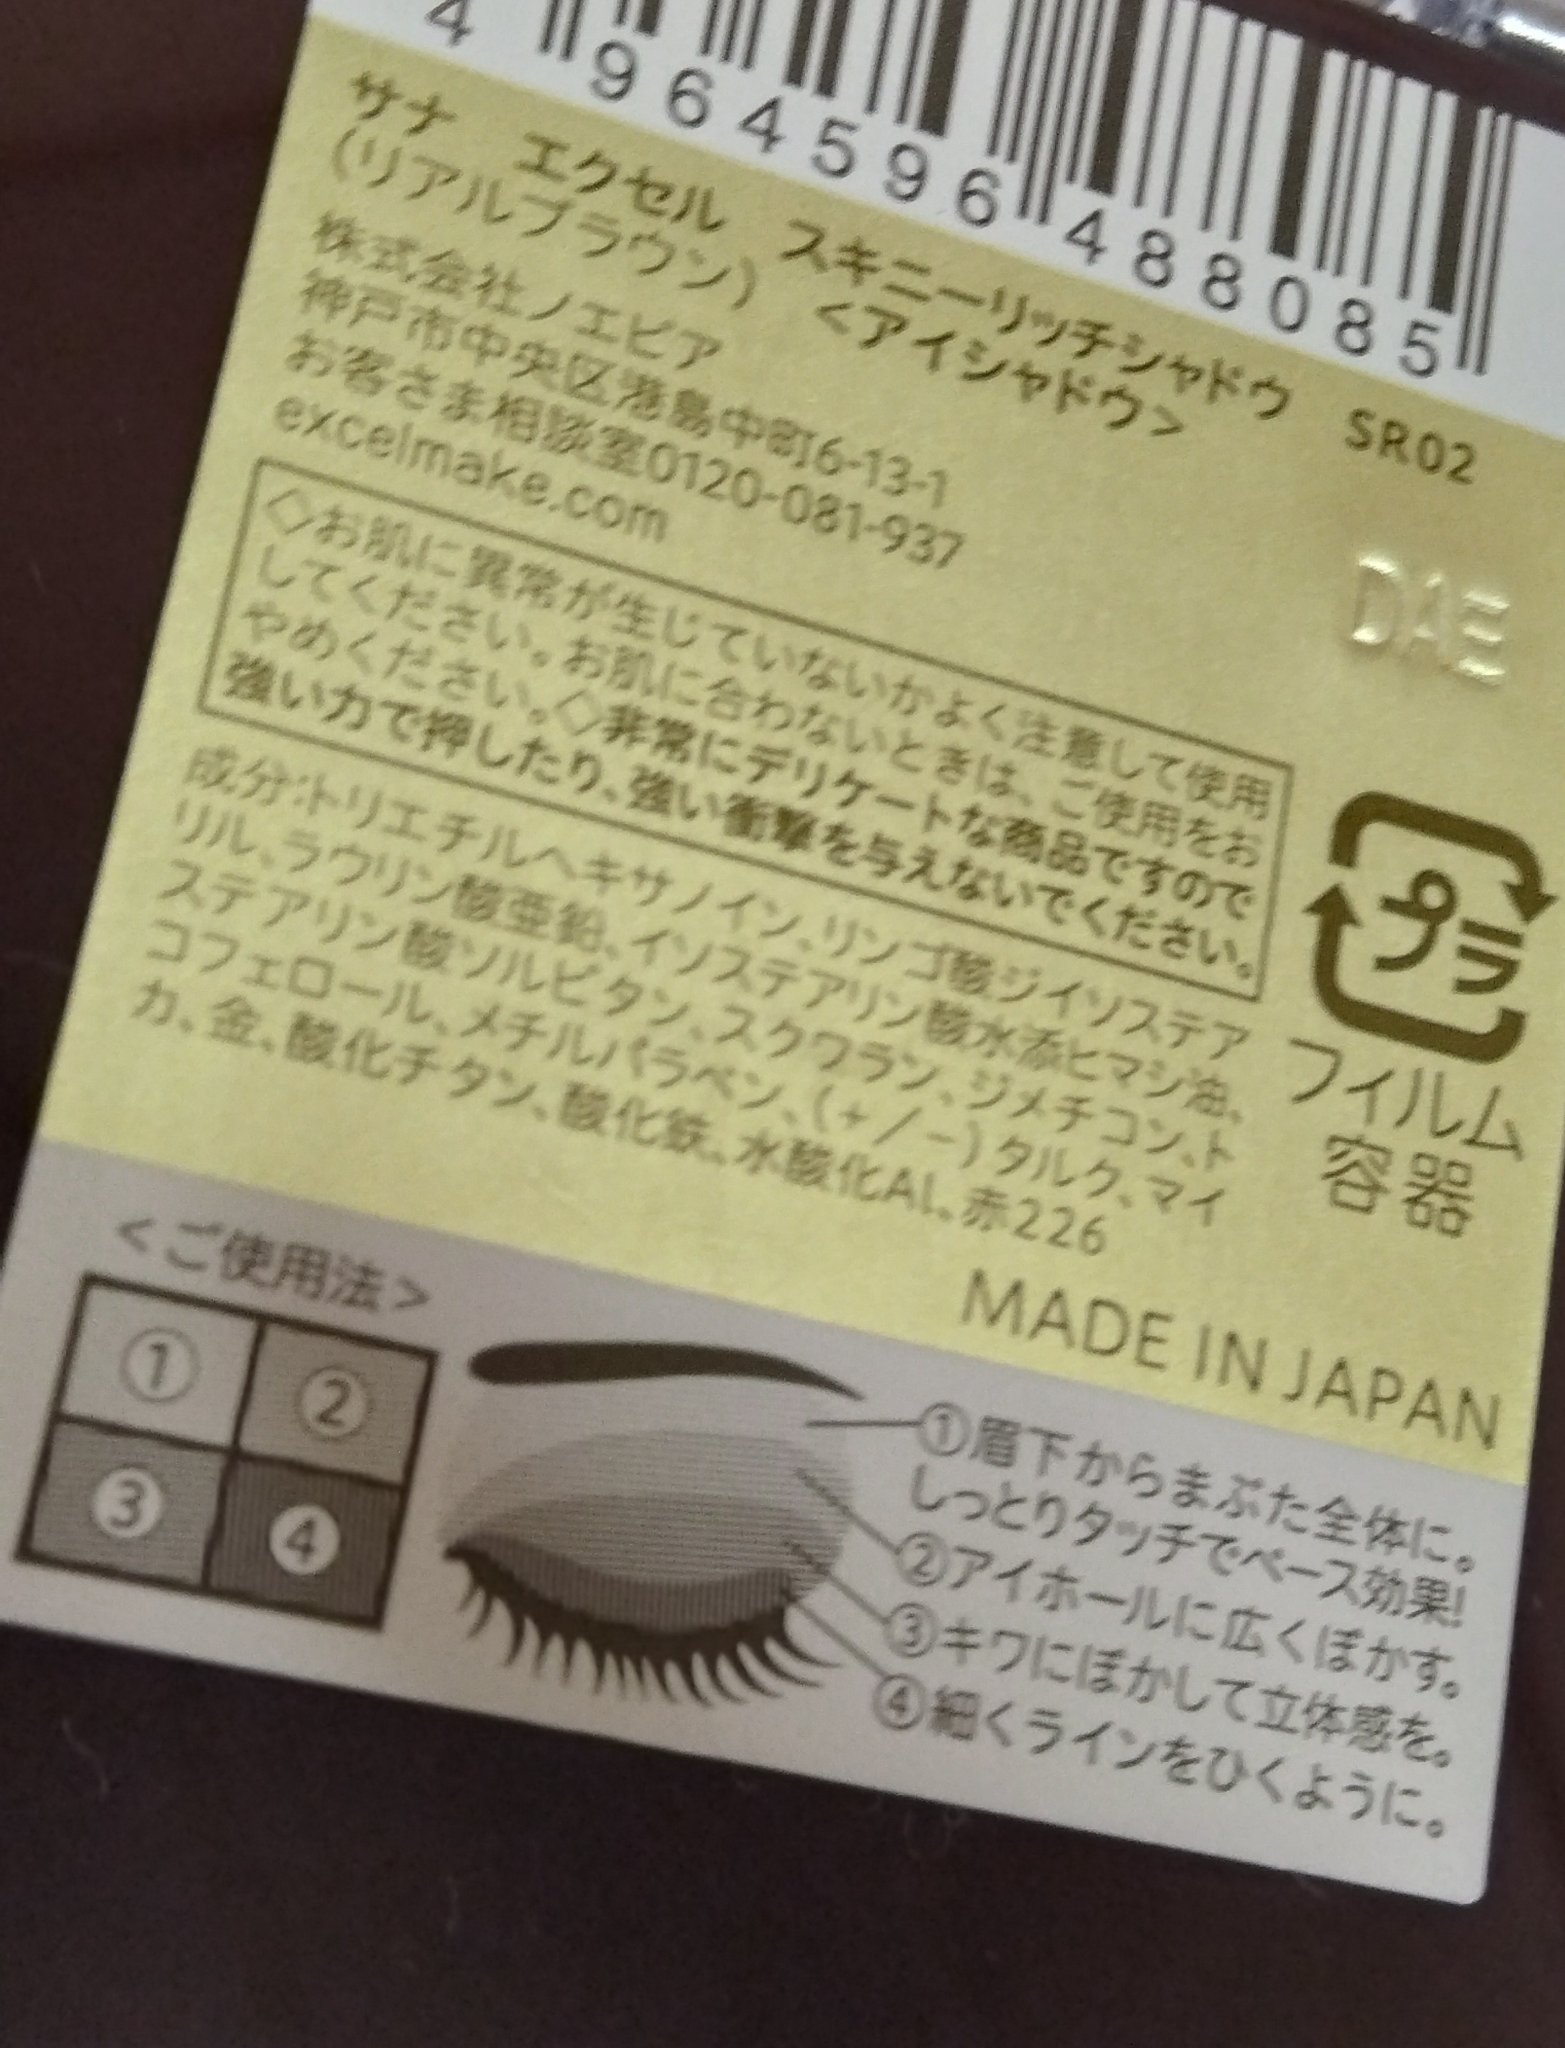 4 964596 488085
サナ エクセル スキニーリッチシャドウ SR02
(リアルブラウン) <アイシャドウ>
株式会社ノエビア
神戸市中央区港島中町6-13-1
お客さま相談室0120-081-937
excelmake.com
DAE
◇お肌に異常が生じていないかよく注意して使用
してください。お肌に合わないときは、ご使用をお
やめください。◇非常にデリケートな商品ですので
強い力で押したり、強い衝撃を与えないでください。
成分:トリエチルヘキサノイン、リンゴ酸ジイソステア
リル、ラウリン酸亜鉛、イソステアリン酸水添ヒマシ油、
ステアリン酸ソルビタン、スクワラン、ジメチコン、ト
コフェロール、メチルパラベン、(+/-)タルク、マイ
カ、金、酸化チタン、酸化鉄、水酸化Al、赤226
プラ
フィルム
容器
MADE IN JAPAN
<ご使用法>
① ②
③ ④
①眉下からまぶた全体に。
しっとりタッチでベース効果!
②アイホールに広くぼかす。
③キワにぼかして立体感を。
④細くラインをひくように。